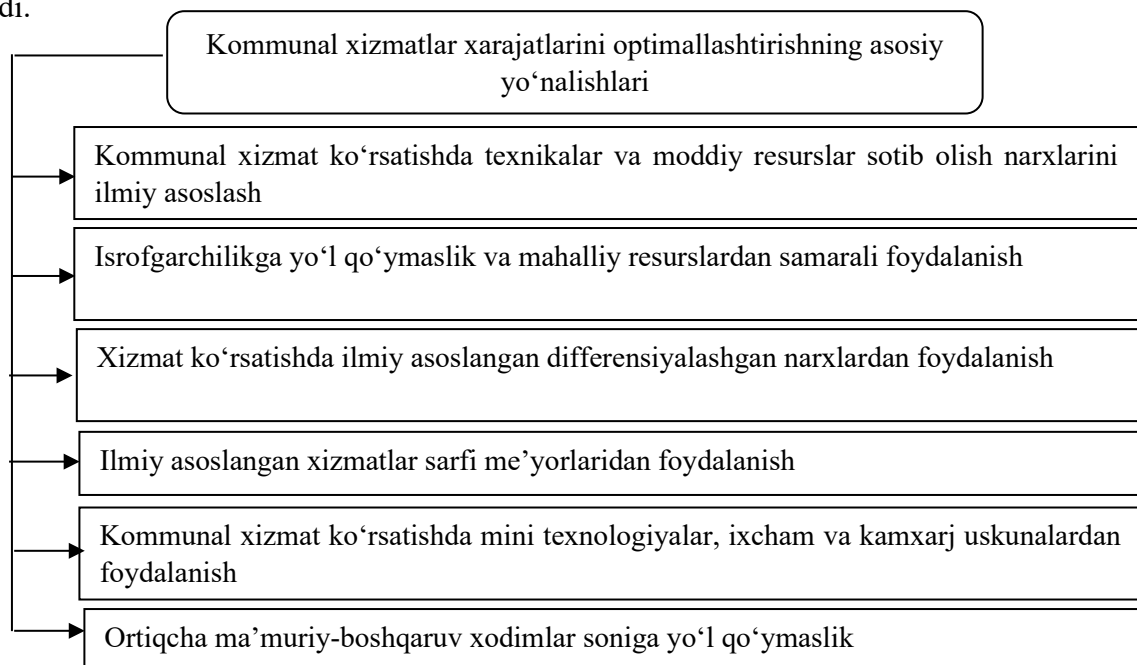 di.
Kommunal xizmatlar xarajatlarini optimallashtirishning asosiy
yo‘nalishlari
Kommunal xizmat ko‘rsatishda texnikalar va moddiy resurslar sotib olish narxlarini
ilmiy asoslash
Isrofgarchilikga yo‘l qo‘ymaslik va mahalliy resurslardan samarali foydalanish
Xizmat ko‘rsatishda ilmiy asoslangan differensiyalashgan narxlardan foydalanish
Ilmiy asoslangan xizmatlar sarfi me’yorlaridan foydalanish
Kommunal xizmat ko‘rsatishda mini texnologiyalar, ixcham va kamxarj uskunalardan
foydalanish
Ortiqcha ma’muriy-boshqaruv xodimlar soniga yo‘l qo‘ymaslik